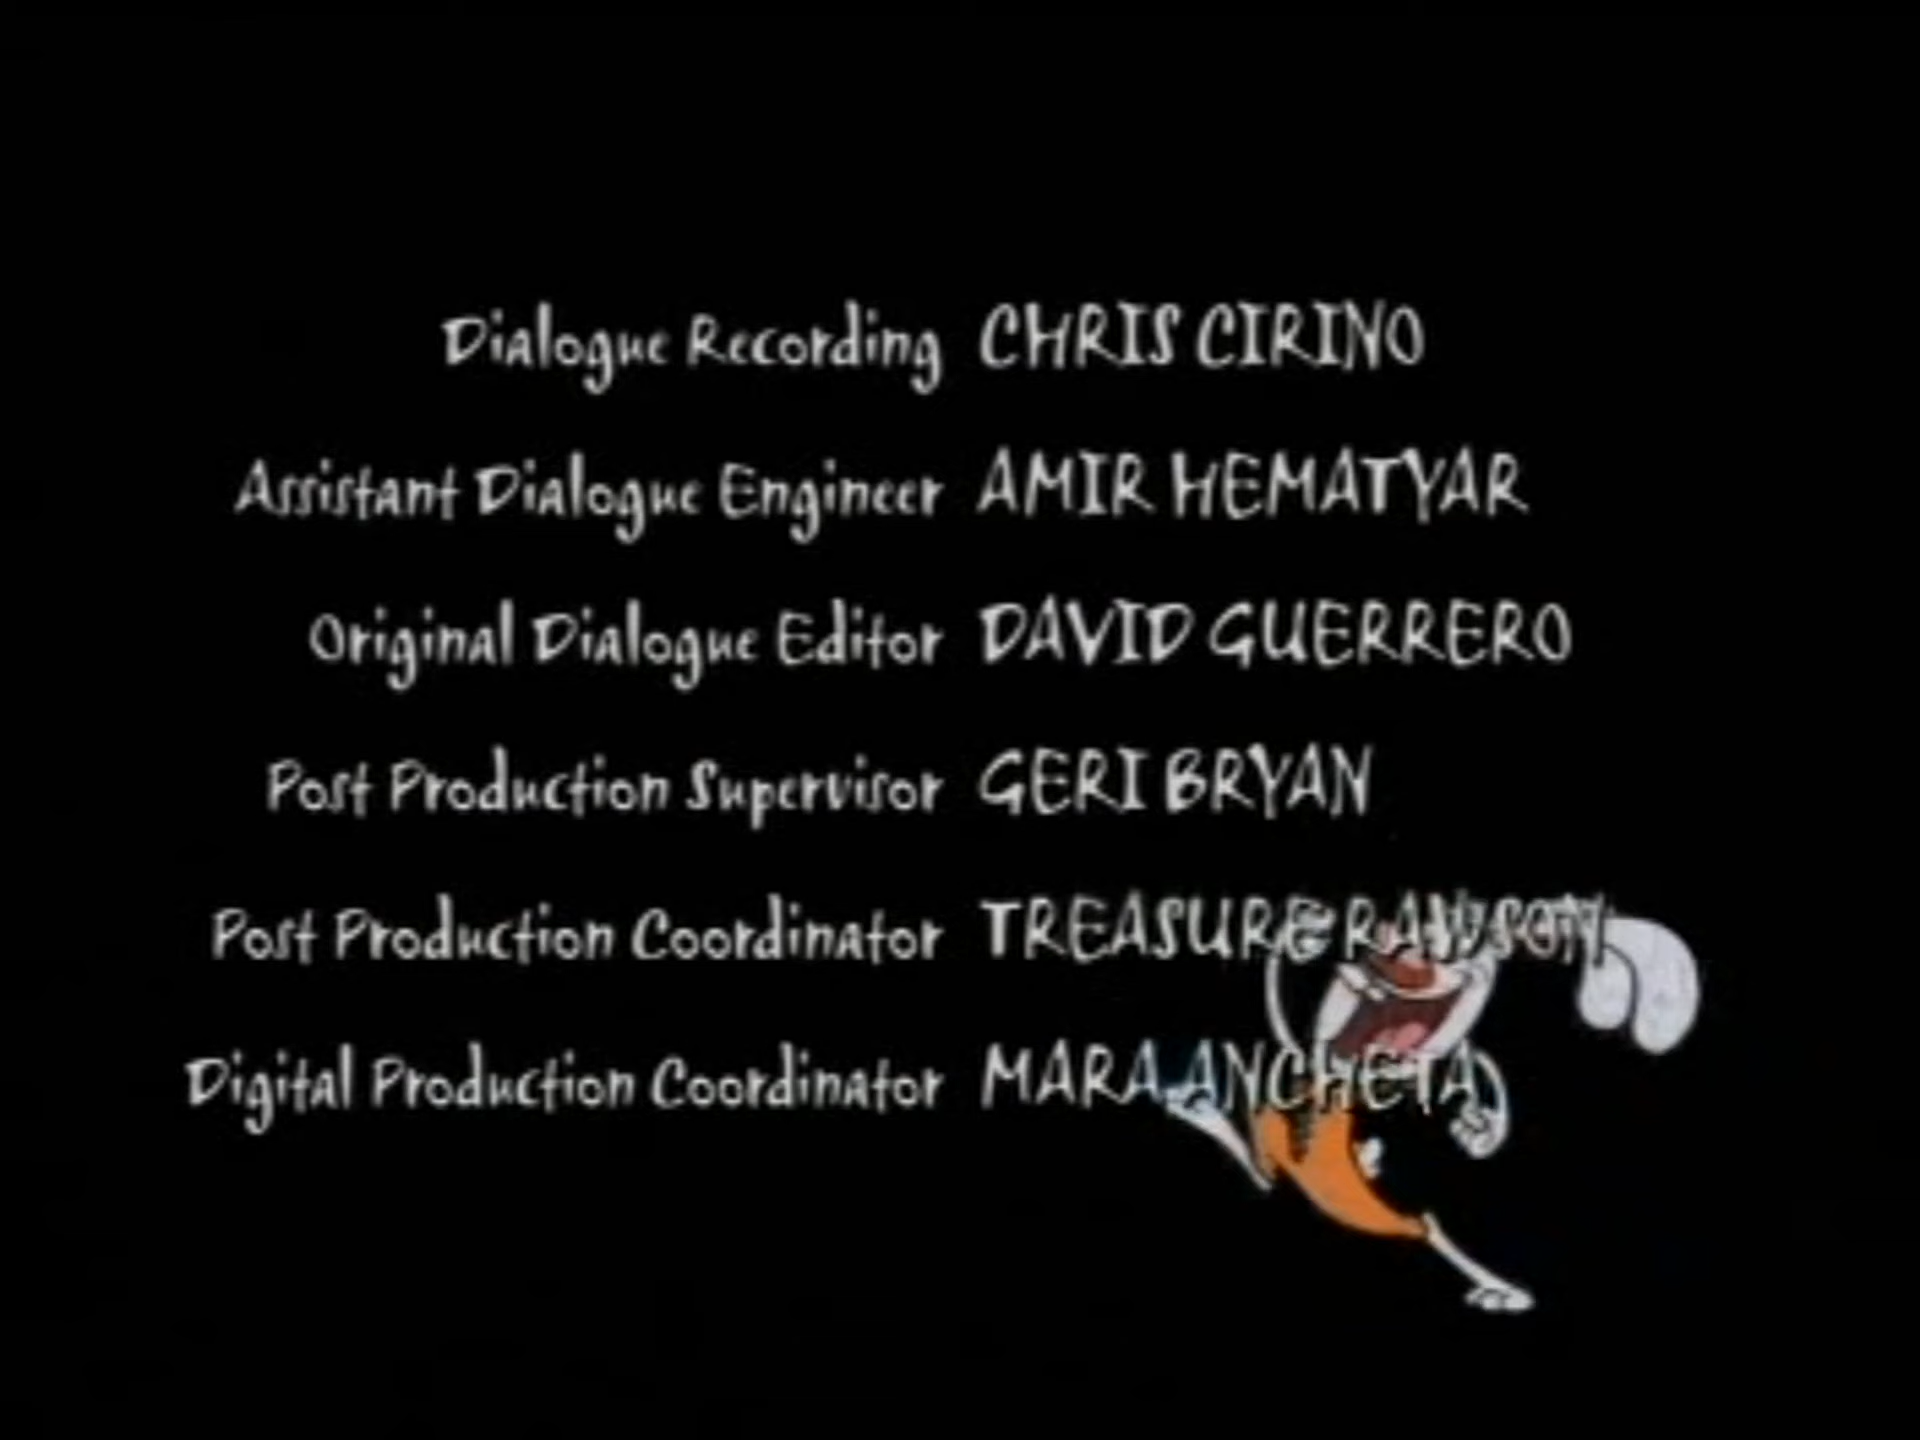 Dialogue Recording CHRIS CIRINO
Assistant Dialogue Engineer AMIR HEMATYAR
Original Dialogue Editor DAVID GUERRERO
Post Production Supervisor GERI BRYAN
Post Production Coordinator TREASURE RAWSON
Digital Production Coordinator MARA ANCHETA